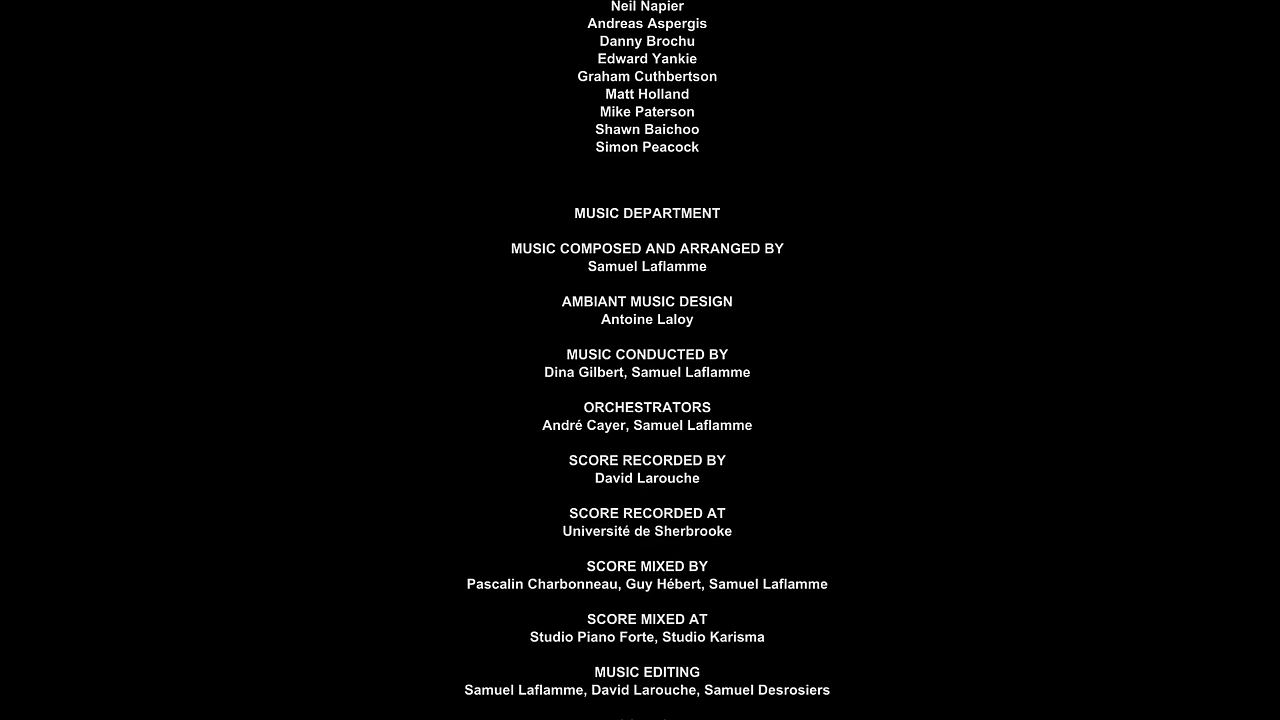 Neil Napier
Andreas Aspergis
Danny Brochu
Edward Yankie
Graham Cuthbertson
Matt Holland
Mike Paterson
Shawn Baichoo
Simon Peacock
MUSIC DEPARTMENT
MUSIC COMPOSED AND ARRANGED BY
Samuel Laflamme
AMBIANT MUSIC DESIGN
Antoine Laloy
MUSIC CONDUCTED BY
Dina Gilbert, Samuel Laflamme
ORCHESTRATORS
André Cayer, Samuel Laflamme
SCORE RECORDED BY
David Larouche
SCORE RECORDED AT
Université de Sherbrooke
SCORE MIXED BY
Pascalin Charbonneau, Guy Hébert, Samuel Laflamme
SCORE MIXED AT
Studio Piano Forte, Studio Karisma
MUSIC EDITING
Samuel Laflamme, David Larouche, Samuel Desrosiers